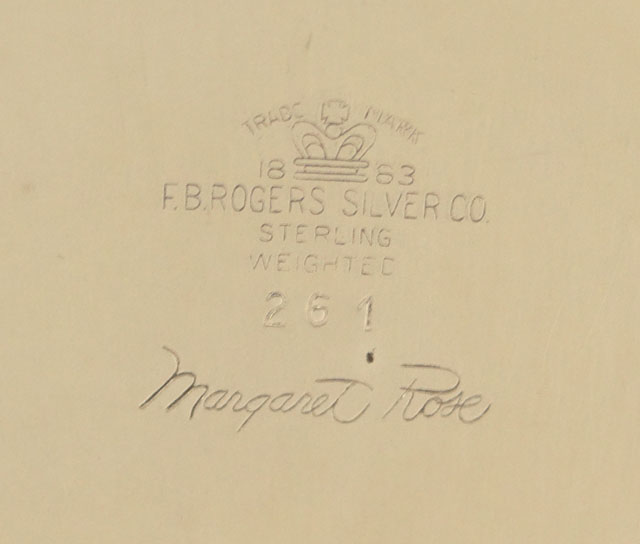 TRADE MARK
18 83
F.B.ROGERS SILVER CO.
STERLING
WEIGHTED
261
Margaret Rose